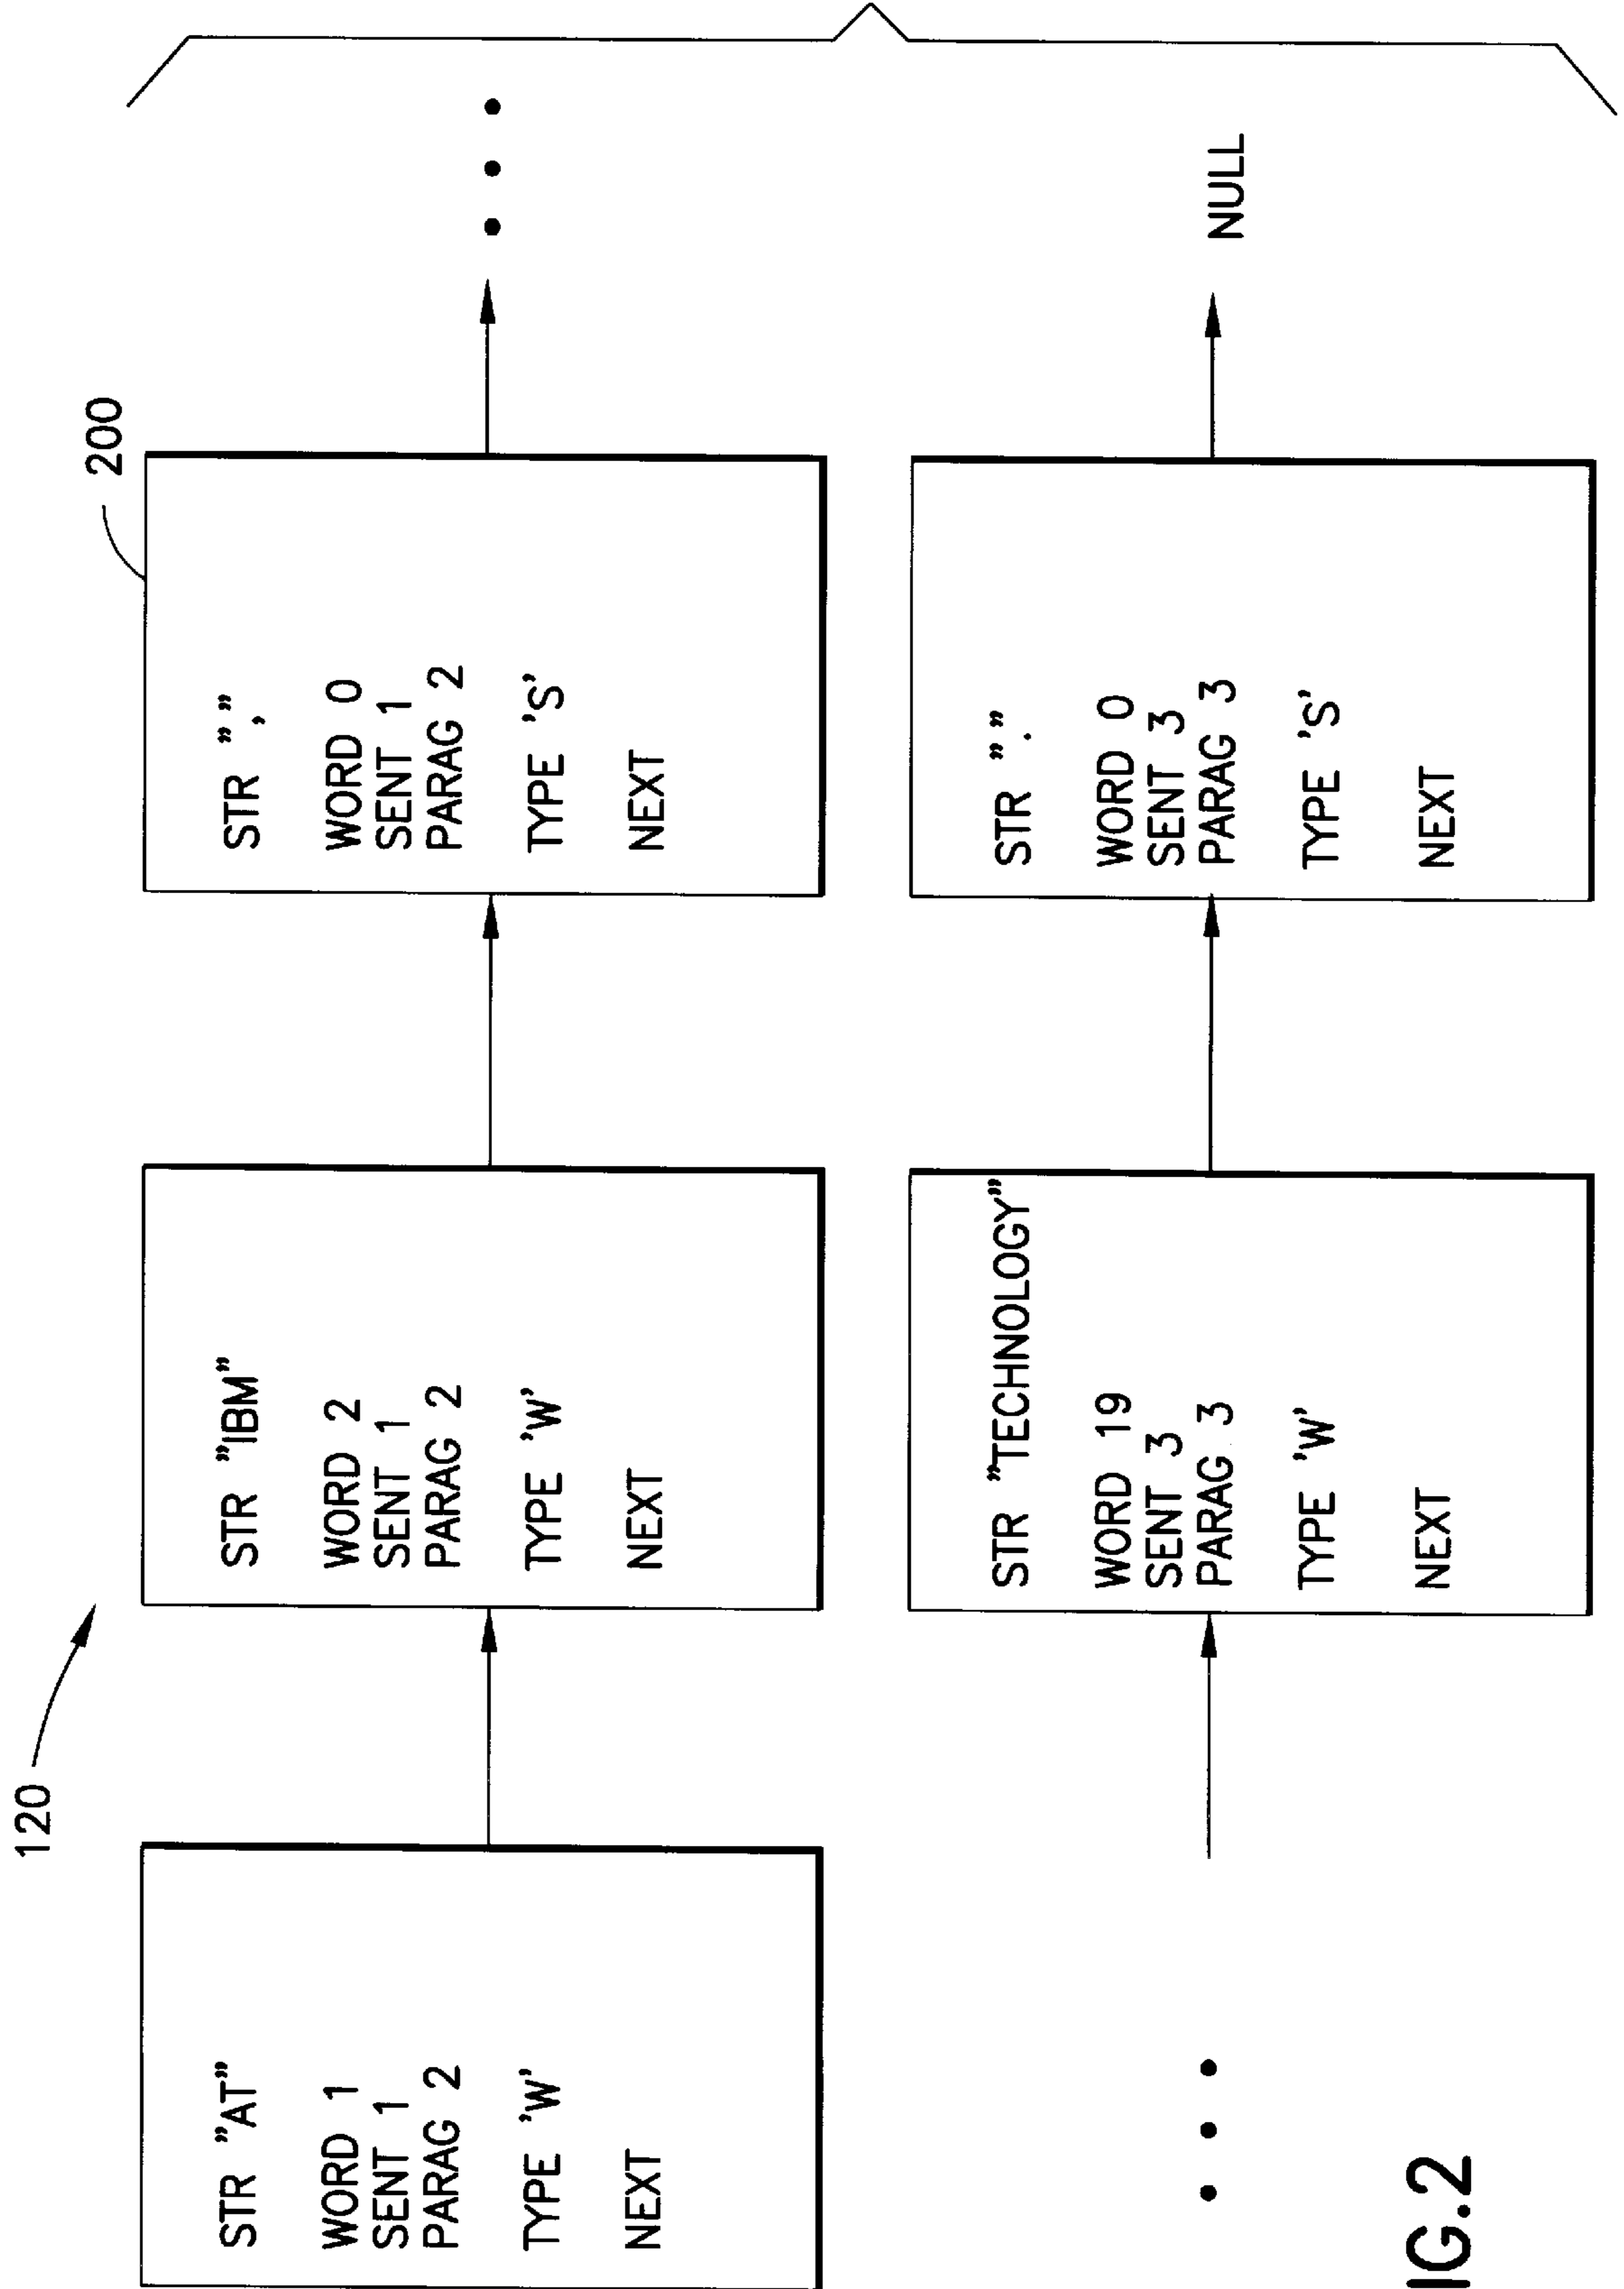 120
200
STR "AT"
WORD 1
SENT 1
PARAG 2
TYPE 'W'
NEXT
STR "IBM"
WORD 2
SENT 1
PARAG 2
TYPE 'W'
NEXT
STR ","
WORD 0
SENT 1
PARAG 2
TYPE 'S'
NEXT
STR "TECHNOLOGY"
WORD 19
SENT 3
PARAG 3
TYPE 'W'
NEXT
STR "."
WORD 0
SENT 3
PARAG 3
TYPE 'S'
NEXT
NULL
IG.2